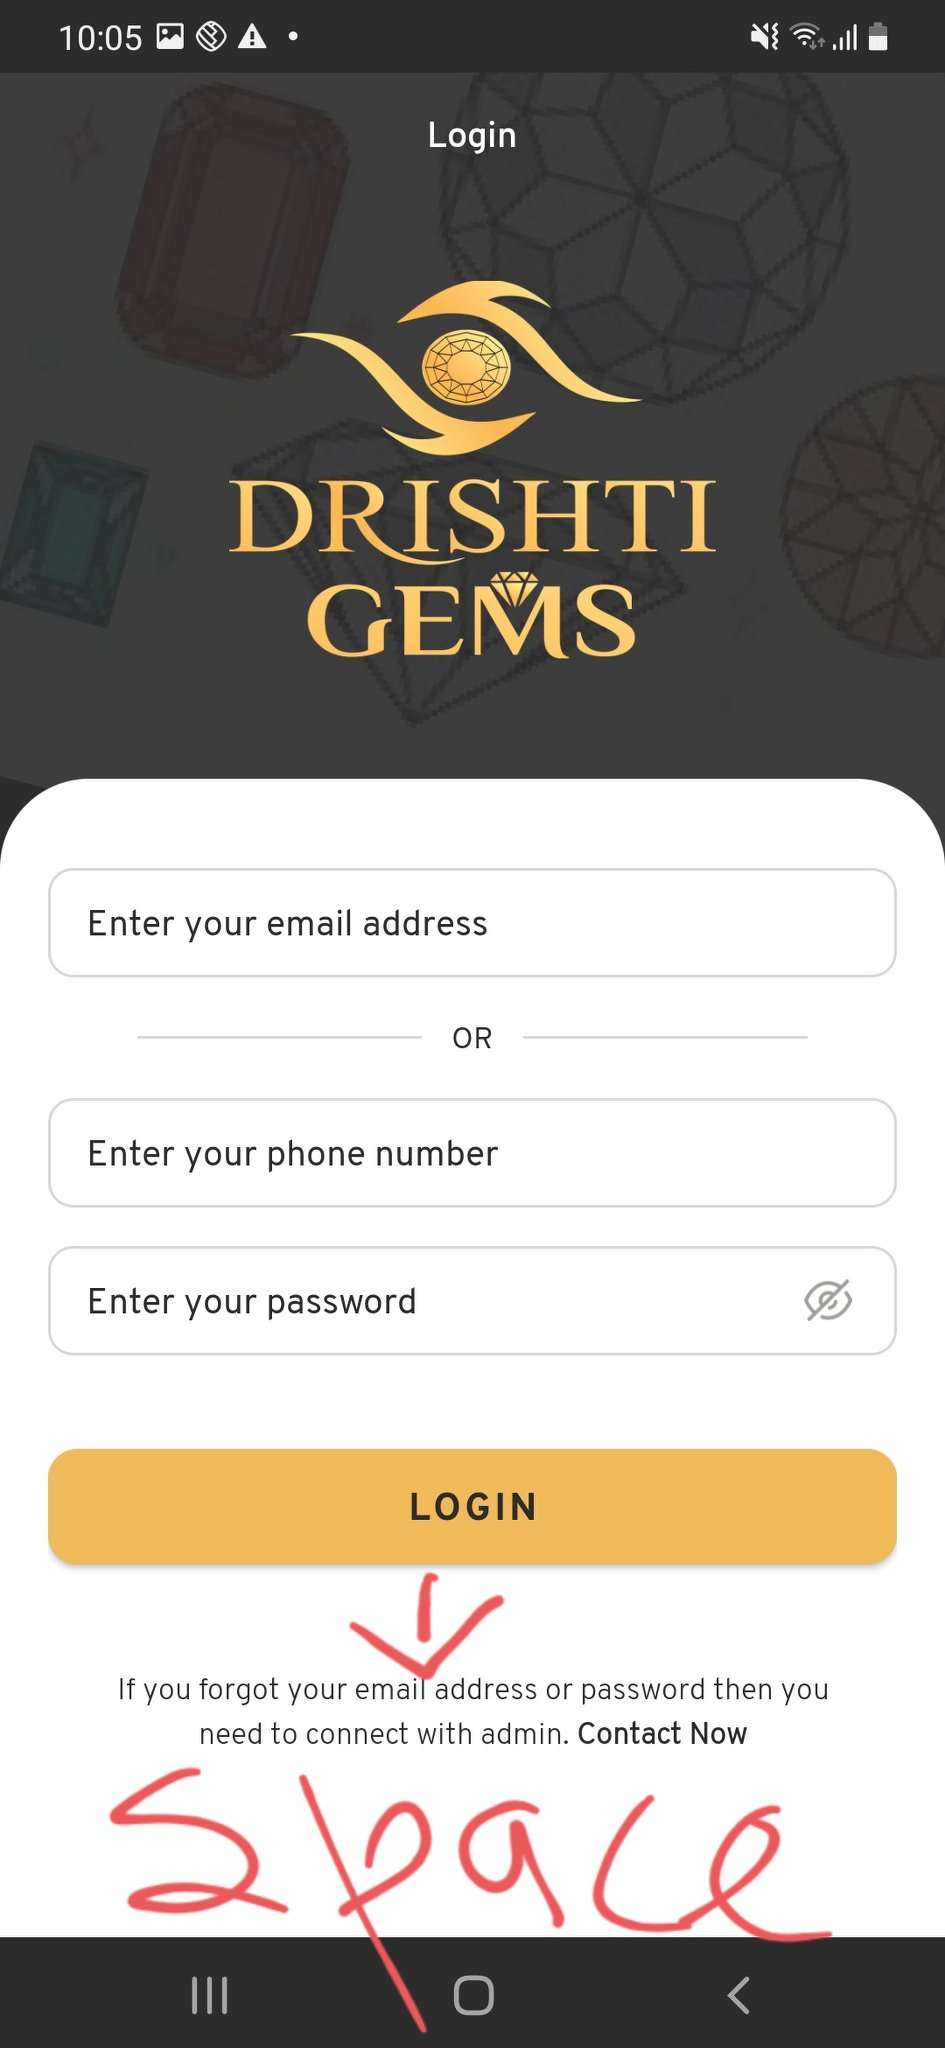 10:05
Login
DRISHTI
GEMS
Enter your email address
OR
Enter your phone number
Enter your password
LOGIN
If you forgot your email address or password then you
need to connect with admin. Contact Now
Space